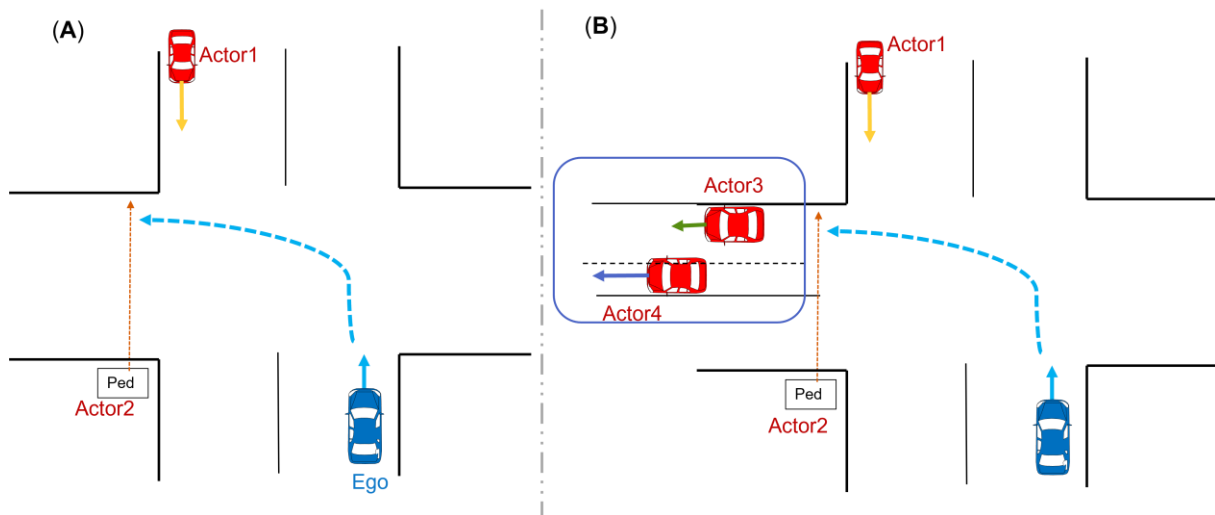 (A)
Actor1
Ped
Actor2
Ego
(B)
Actor1
Actor3
Actor4
Ped
Actor2